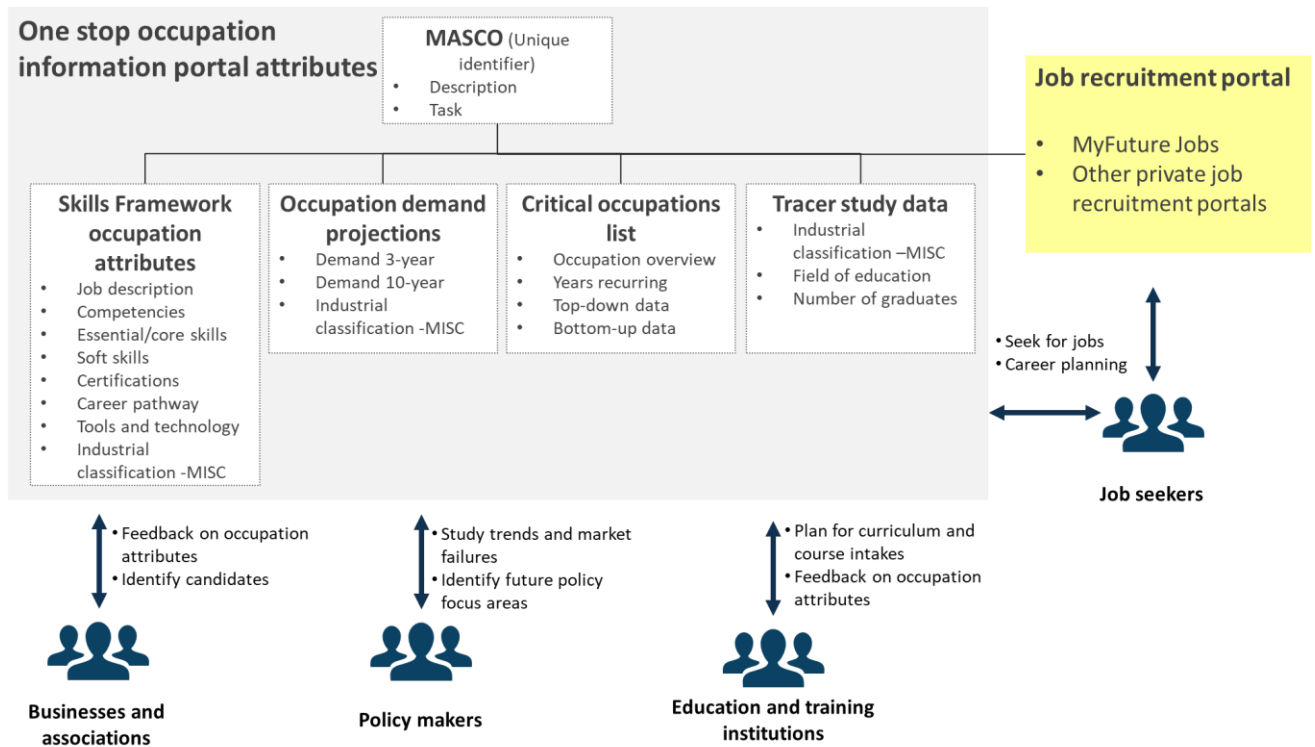 One stop occupation
information portal attributes
MASCO (Unique
identifier)
• Description
• Task
Job recruitment portal
• MyFuture Jobs
• Other private job
recruitment portals
Skills Framework
occupation
attributes
• Job description
• Competencies
• Essential/core skills
• Soft skills
• Certifications
• Career pathway
• Tools and technology
• Industrial
classification -MISC
Occupation demand
projections
• Demand 3-year
• Demand 10-year
• Industrial
classification -MISC
Critical occupations
list
• Occupation overview
• Years recurring
• Top-down data
• Bottom-up data
Tracer study data
• Industrial
classification –MISC
• Field of education
• Number of graduates
• Seek for jobs
• Career planning
Job seekers
• Feedback on occupation
attributes
• Identify candidates
Businesses and
associations
• Study trends and market
failures
• Identify future policy
focus areas
Policy makers
• Plan for curriculum and
course intakes
• Feedback on occupation
attributes
Education and training
institutions